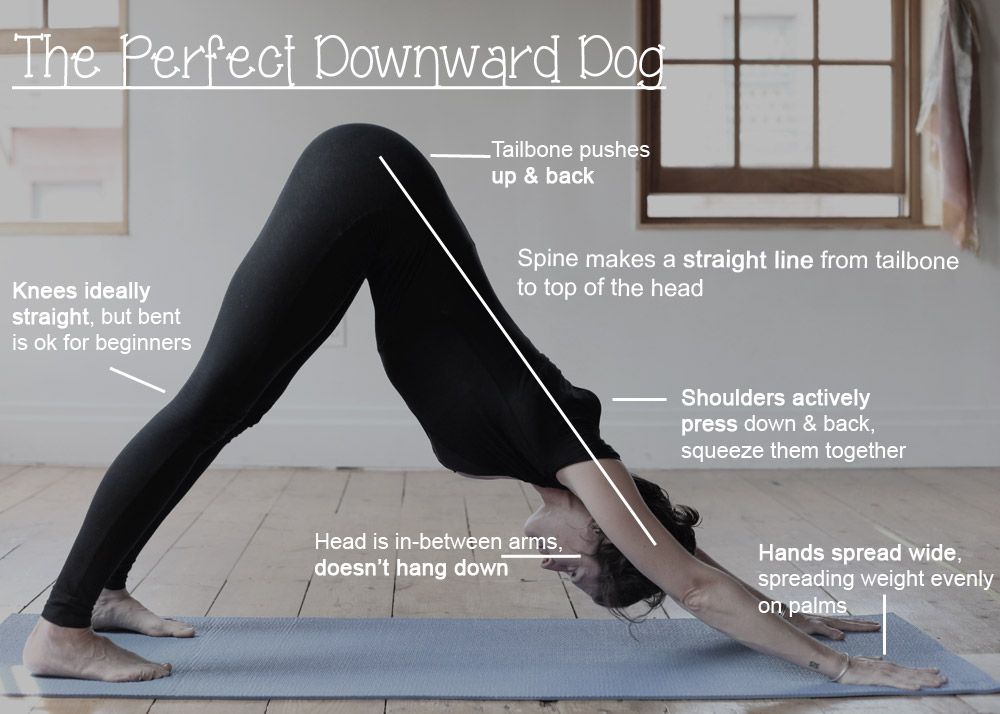 The Perfect Downward Dog
Tailbone pushes
up & back
Spine makes a straight line from tailbone
to top of the head
Knees ideally
straight, but bent
is ok for beginners
Shoulders actively
press down & back,
squeeze them together
Head is in-between arms,
doesn't hang down
Hands spread wide,
spreading weight evenly
on palms